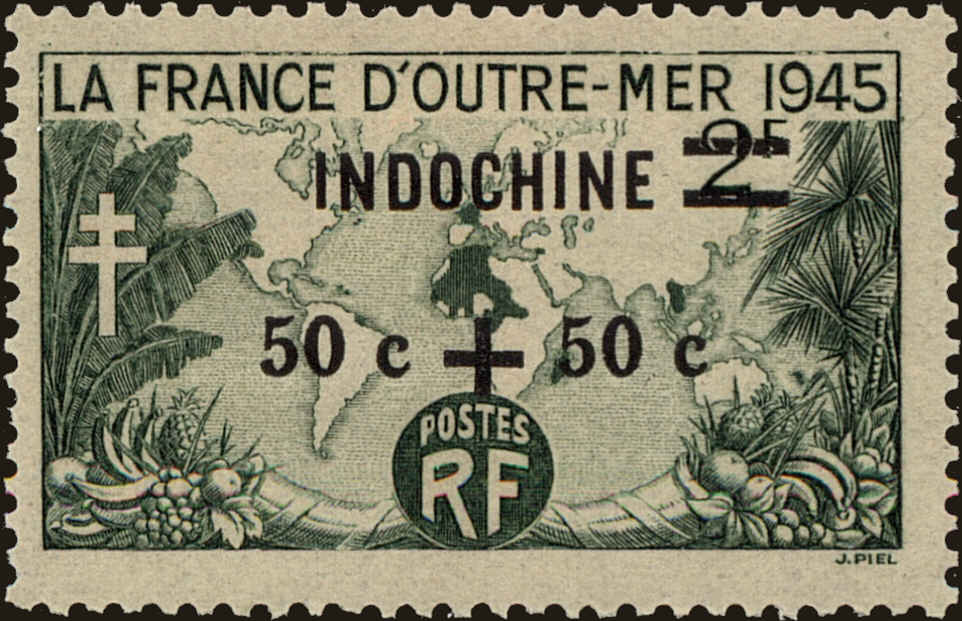 LA FRANCE D'OUTRE-MER 1945
INDOCHINE 2F
50 c + 50 c
POSTES
RF
J. PIEL